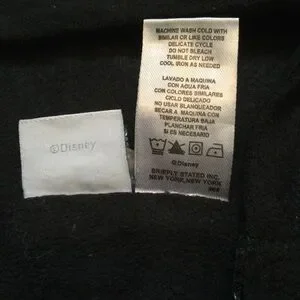 ©Disney
MACHINE WASH COLD WITH
SIMILAR OR LIKE COLORS
DELICATE CYCLE
DO NOT BLEACH
TUMBLE DRY LOW
COOL IRON AS NEEDED
LAVADO A MAQUINA
CON AGUA FRIA
CON COLORES SIMILARES
CICLO DELICADO
NO USAR BLANQUEADOR
SECAR A MAQUINA CON
TEMPERATURA BAJA
PLANCHAR FRIA
SI ES NECESARIO
©Disney
BRIEFLY STATED INC.
NEW YORK, NEW YORK